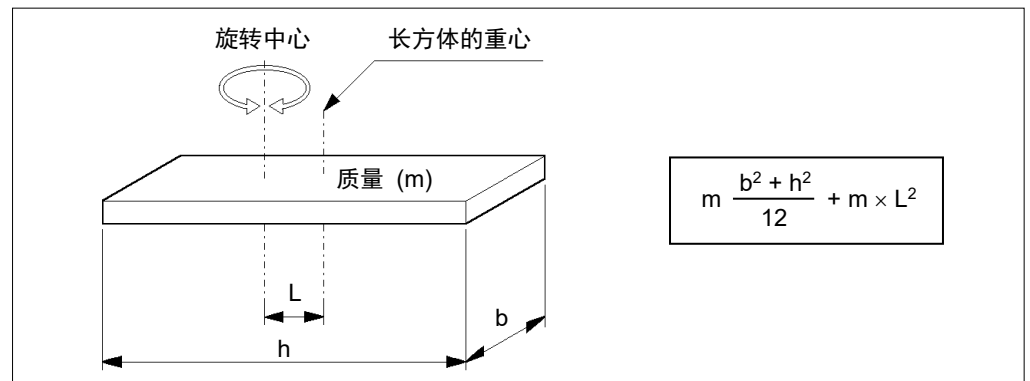 旋转中心
长方体的重心
质量 (m)
L
b
h
m (b² + h²)/12 + m × L²